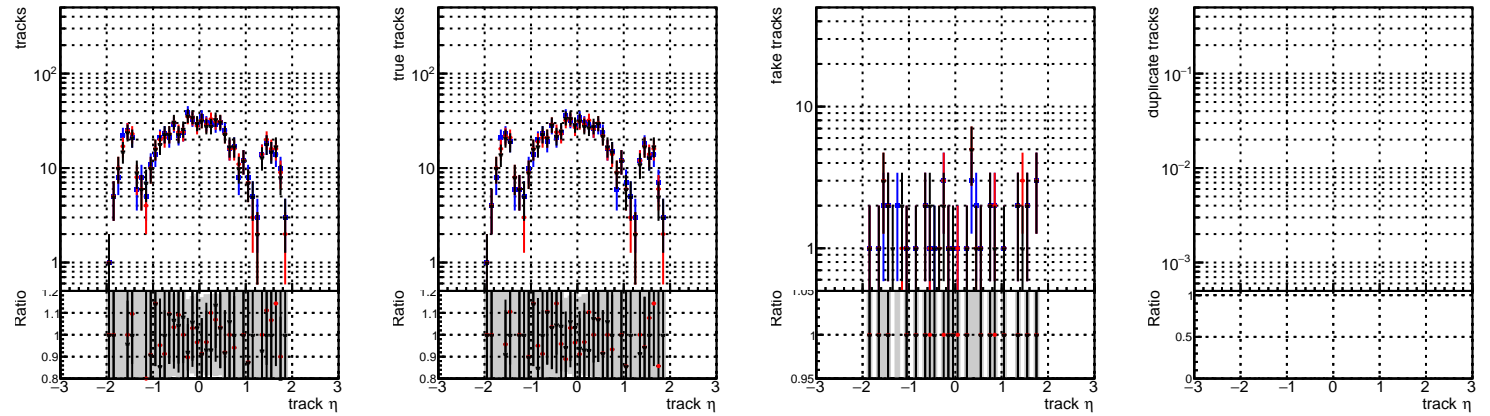 tracks
10²
10
1
Ratio
1.2
1.1
1
0.9
0.8
−3 −2 −1 0 1 2 3
track η
true tracks
10²
10
1
Ratio
1.2
1.1
1
0.9
0.8
−3 −2 −1 0 1 2 3
track η
fake tracks
10
1
Ratio
1.05
1
0.95
−3 −2 −1 0 1 2 3
track η
duplicate tracks
10⁻¹
10⁻²
10⁻³
Ratio
1
0.5
0
−3 −2 −1 0 1 2 3
track η